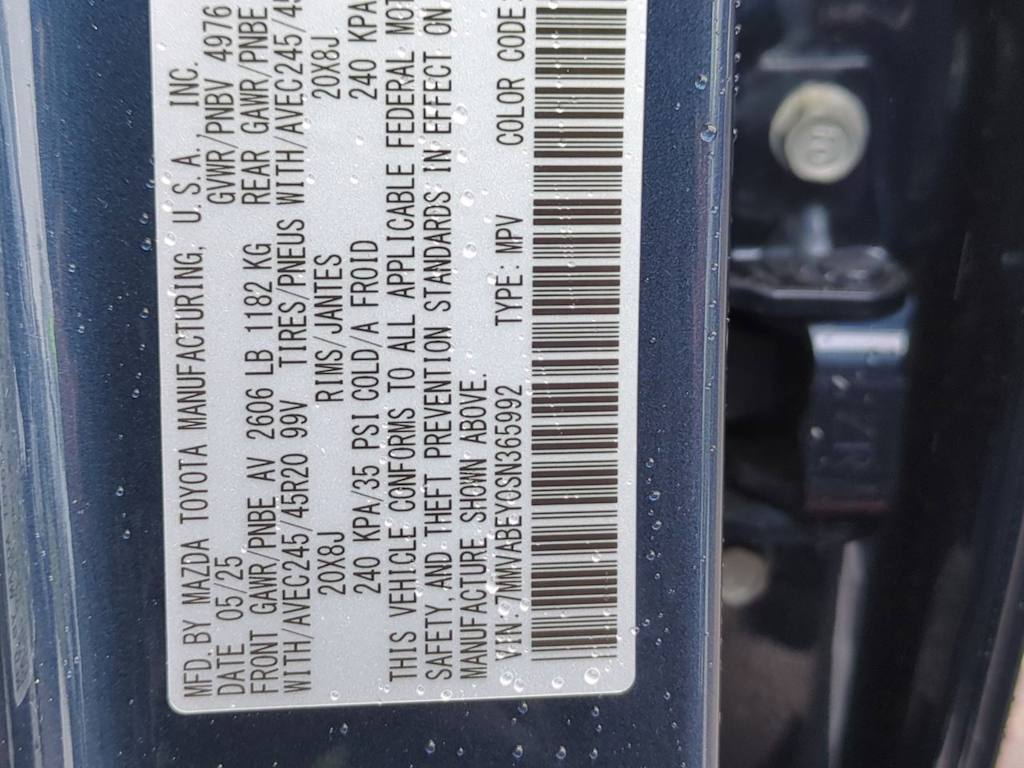 MFD. BY MAZDA TOYOTA MANUFACTURING, U.S.A., INC.
DATE 05/25 GVWR/PNBV 4976
FRONT GAWR/PNBE AV 2606 LB 1182 KG REAR GAWR/PNBE
WITH/AVEC245/45R20 99V TIRES/PNEUS WITH/AVEC245/45
20X8J RIMS/JANTES 20X8J
240 KPA/35 PSI COLD/A FROID 240 KPA
THIS VEHICLE CONFORMS TO ALL APPLICABLE FEDERAL
SAFETY, AND THEFT PREVENTION STANDARDS IN EFFECT ON
MANUFACTURE SHOWN ABOVE.
VIN:7MMVABEY0SN365992 TYPE: MPV COLOR CODE: